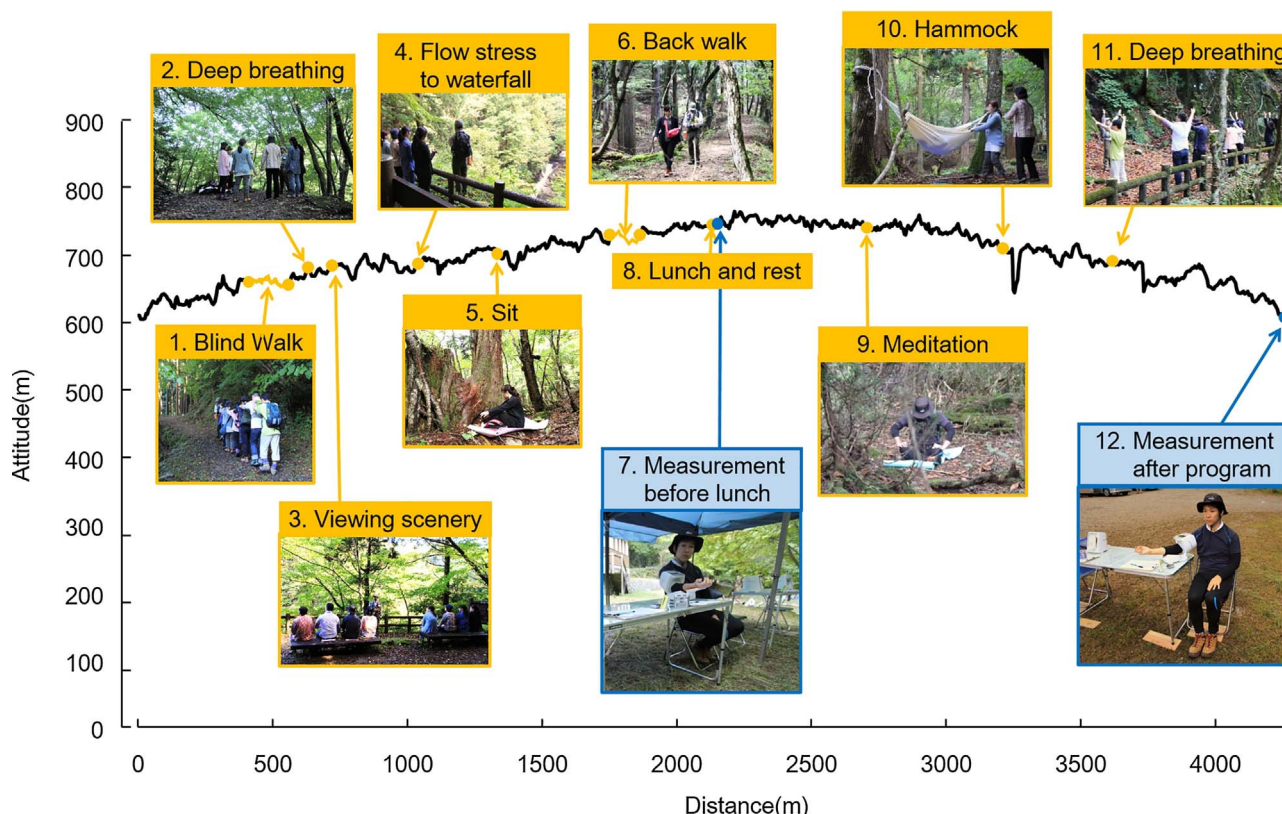 10. Hammock
2. Deep breathing
4. Flow stress
to waterfall
6. Back walk
11. Deep breathing
900
800
700
600
500
400
300
200
100
0
Attitude(m)
8. Lunch and rest
1. Blind Walk
5. Sit
9. Meditation
7. Measurement
before lunch
12. Measurement
after program
3. Viewing scenery
0
500
1000
1500
2000
2500
3000
3500
4000
Distance(m)